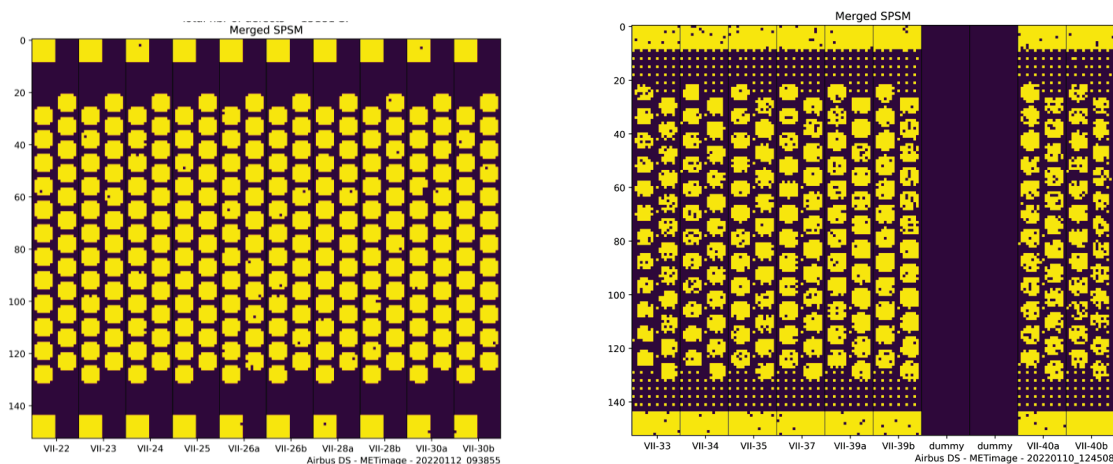 Merged SPSM
0
20
40
60
80
100
120
140
VII-22 VII-23 VII-24 VII-25 VII-26a VII-26b VII-28a VII-28b VII-30a VII-30b
Airbus DS - METimage - 20220112_093855
Merged SPSM
0
20
40
60
80
100
120
140
VII-33 VII-34 VII-35 VII-37 VII-39a VII-39b dummy dummy VII-40a VII-40b
Airbus DS - METimage - 20220110_124508